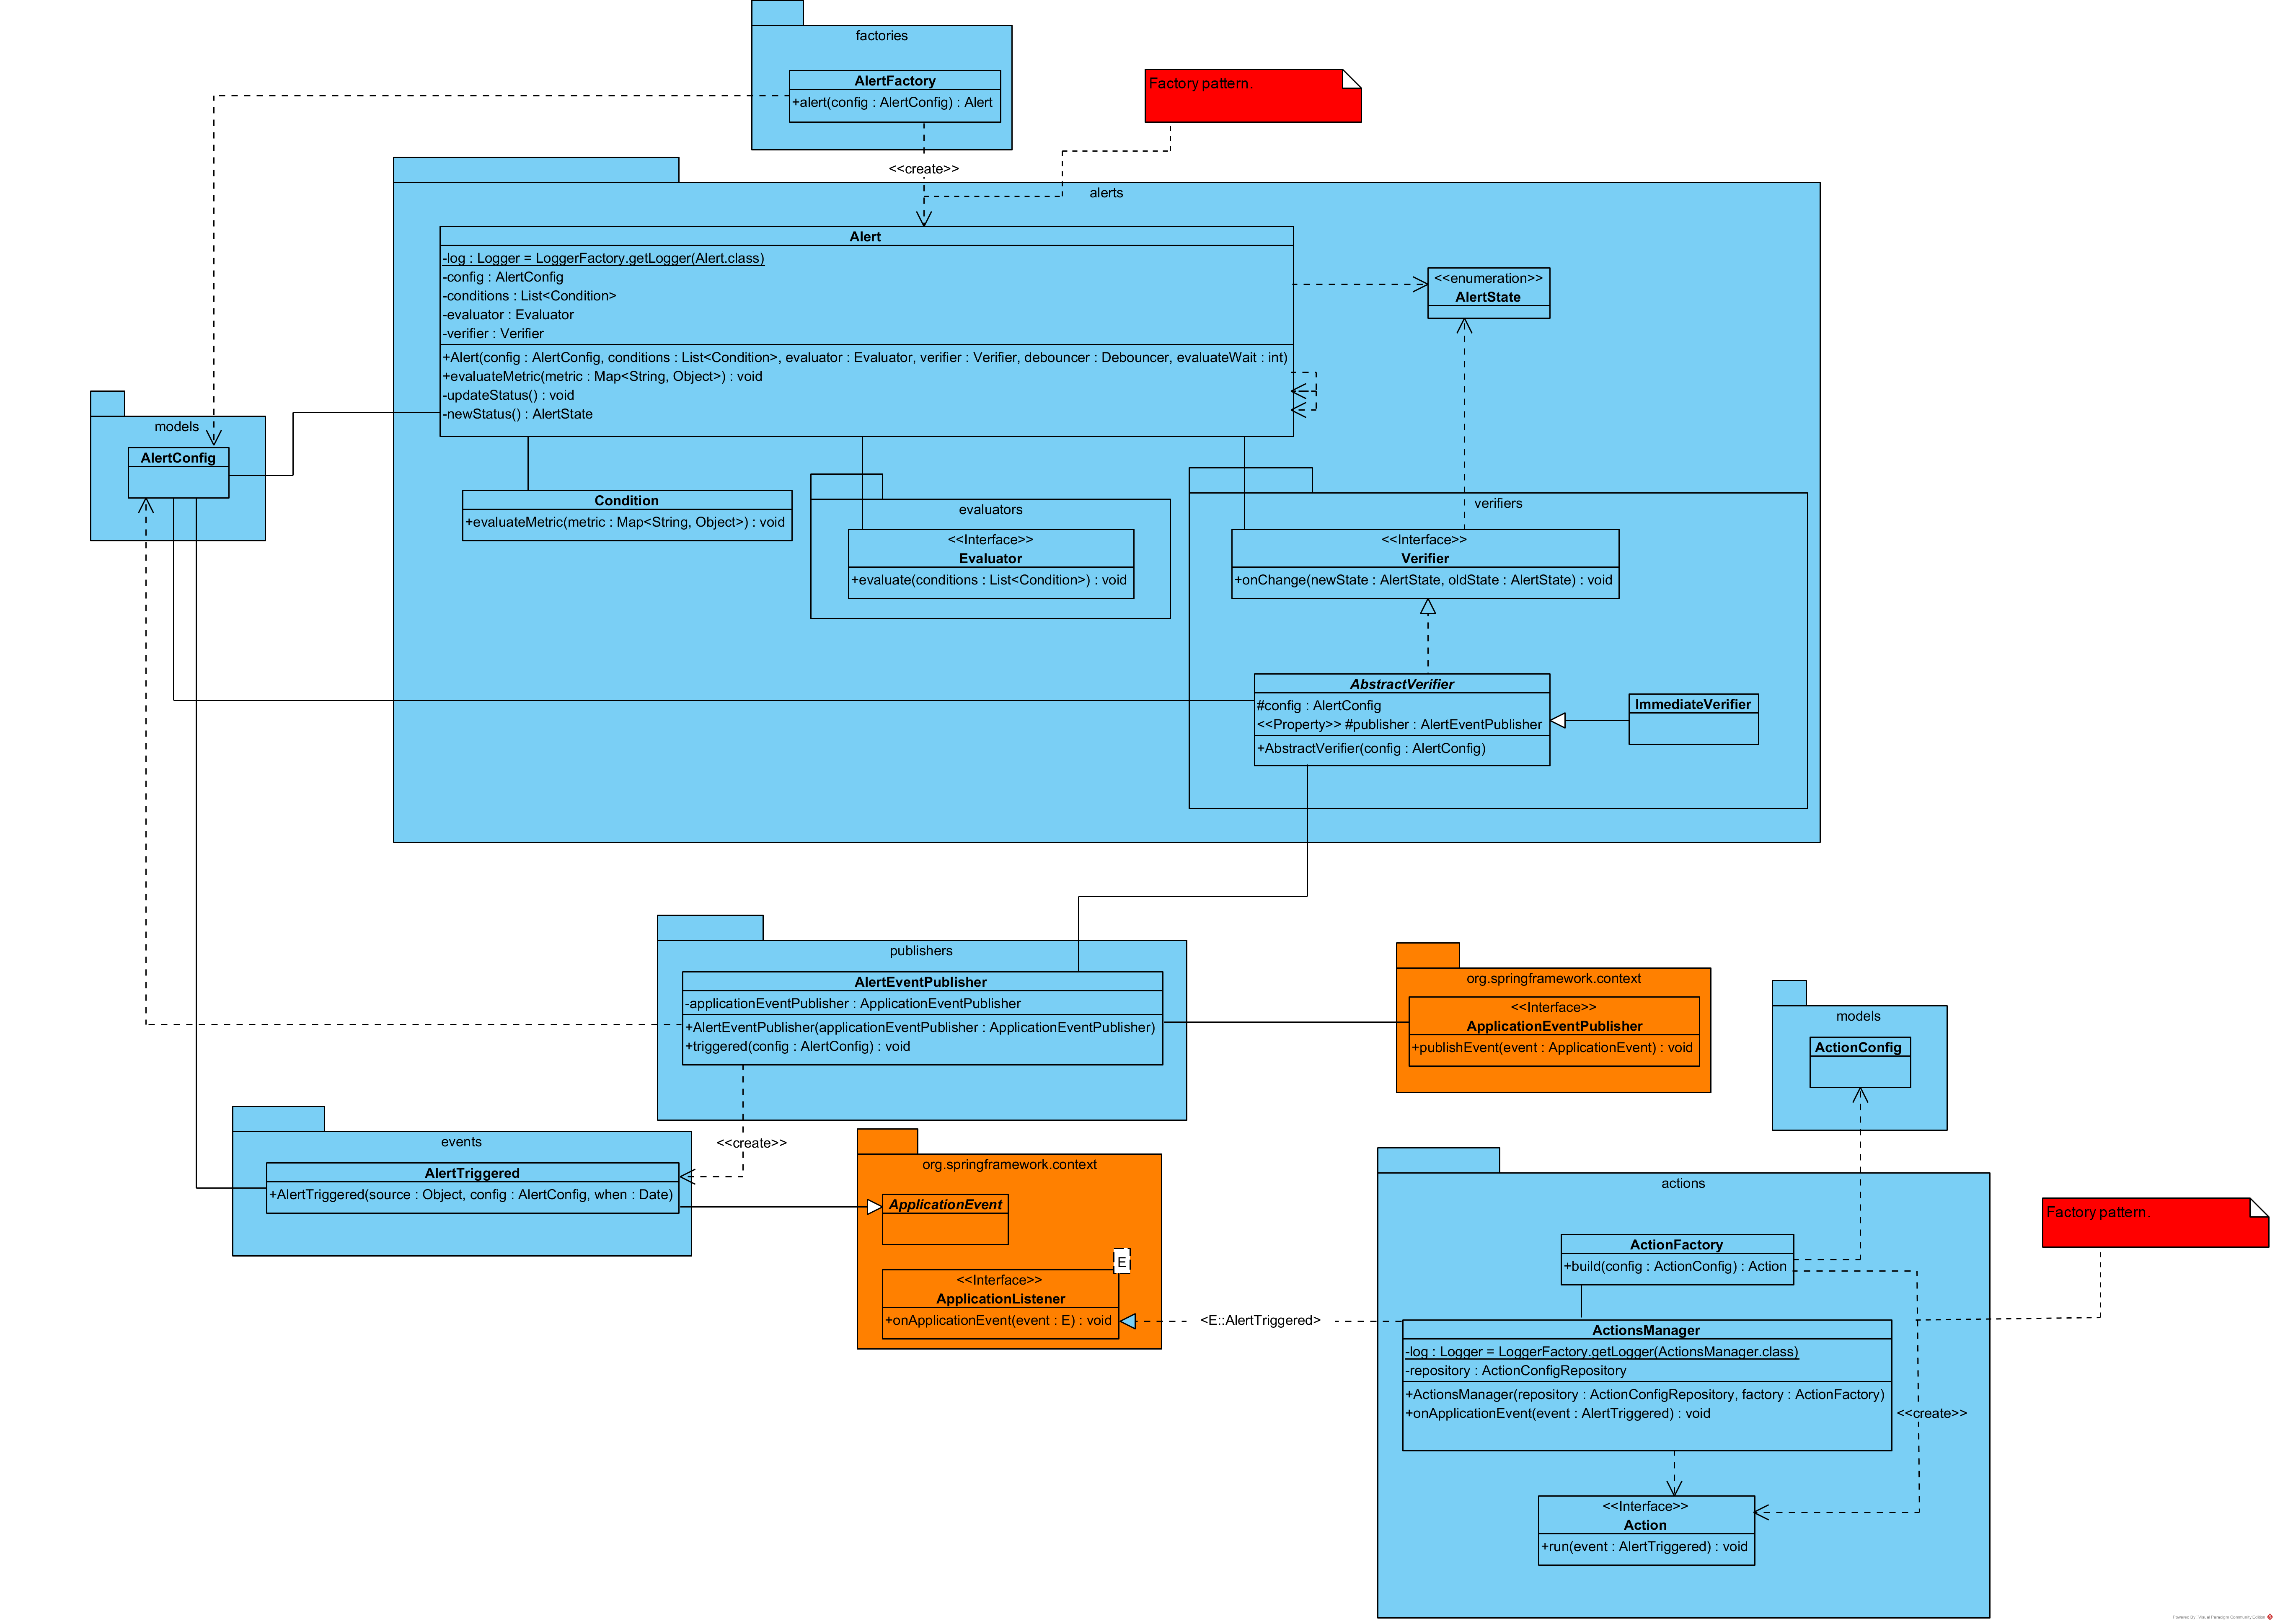 factories
AlertFactory
+alert(config : AlertConfig) : Alert
Factory pattern.
<<create>>
alerts
Alert
-log : Logger = LoggerFactory.getLogger(Alert.class)
-config : AlertConfig
-conditions : List<Condition>
-evaluator : Evaluator
-verifier : Verifier
+Alert(config : AlertConfig, conditions : List<Condition>, evaluator : Evaluator, verifier : Verifier, debouncer : Debouncer, evaluateWait : int)
+evaluateMetric(metric : Map<String, Object>) : void
-updateStatus() : void
-newStatus() : AlertState
<<enumeration>>
AlertState
models
AlertConfig
Condition
+evaluateMetric(metric : Map<String, Object>) : void
evaluators
<<Interface>>
Evaluator
+evaluate(conditions : List<Condition>) : void
verifiers
<<Interface>>
Verifier
+onChange(newState : AlertState, oldState : AlertState) : void
AbstractVerifier
#config : AlertConfig
<<Property>> #publisher : AlertEventPublisher
+AbstractVerifier(config : AlertConfig)
ImmediateVerifier
publishers
AlertEventPublisher
-applicationEventPublisher : ApplicationEventPublisher
+AlertEventPublisher(applicationEventPublisher : ApplicationEventPublisher)
+triggered(config : AlertConfig) : void
org.springframework.context
<<Interface>>
ApplicationEventPublisher
+publishEvent(event : ApplicationEvent) : void
models
ActionConfig
<<create>>
events
AlertTriggered
+AlertTriggered(source : Object, config : AlertConfig, when : Date)
org.springframework.context
ApplicationEvent
E
<<Interface>>
ApplicationListener
+onApplicationEvent(event : E) : void
<E::AlertTriggered>
actions
ActionFactory
+build(config : ActionConfig) : Action
Factory pattern.
ActionsManager
-log : Logger = LoggerFactory.getLogger(ActionsManager.class)
-repository : ActionConfigRepository
+ActionsManager(repository : ActionConfigRepository, factory : ActionFactory)
+onApplicationEvent(event : AlertTriggered) : void
<<create>>
<<Interface>>
Action
+run(event : AlertTriggered) : void
Powered By Visual Paradigm Community Edition